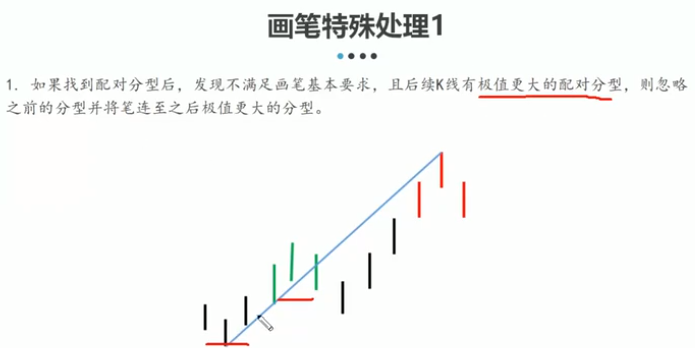 画笔特殊处理1
1. 如果找到配对分型后，发现不满足画笔基本要求，且后续K线有极值更大的配对分型，则忽略
之前的分型并将笔连至之后极值更大的分型。